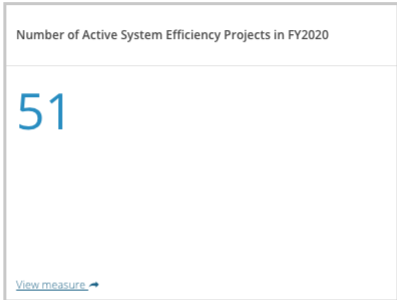 Number of Active System Efficiency Projects in FY2020
51
View measure